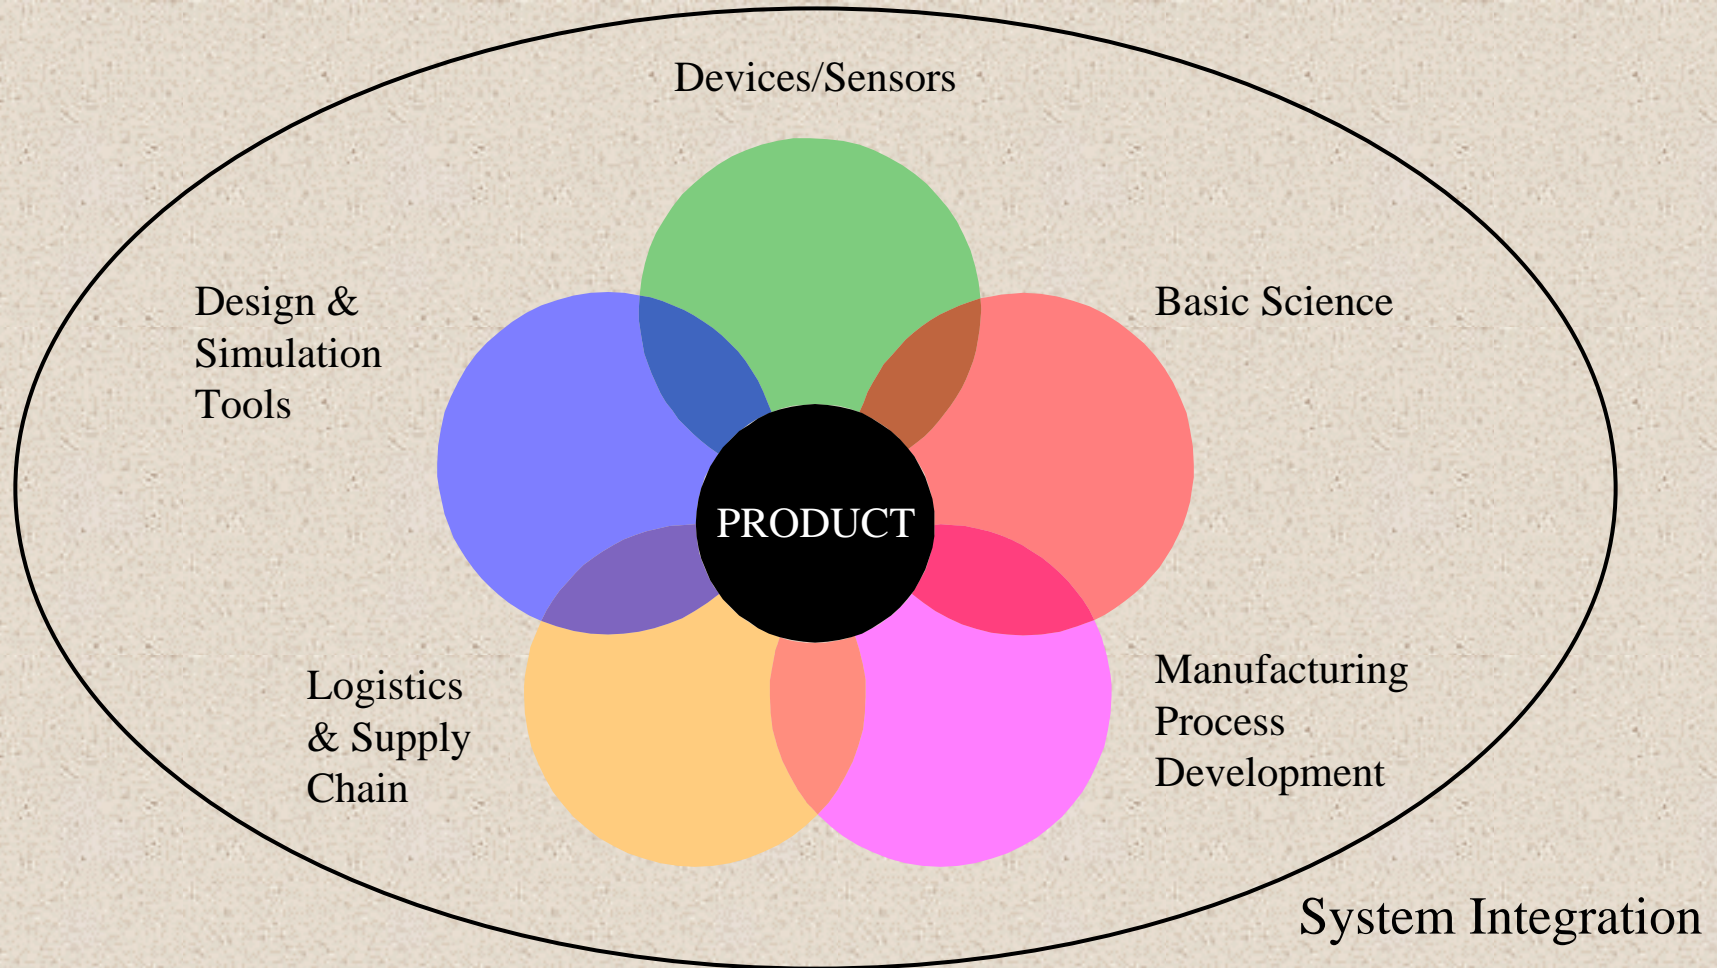 Devices/Sensors
Design &
Simulation
Tools
Basic Science
PRODUCT
Logistics
& Supply
Chain
Manufacturing
Process
Development
System Integration